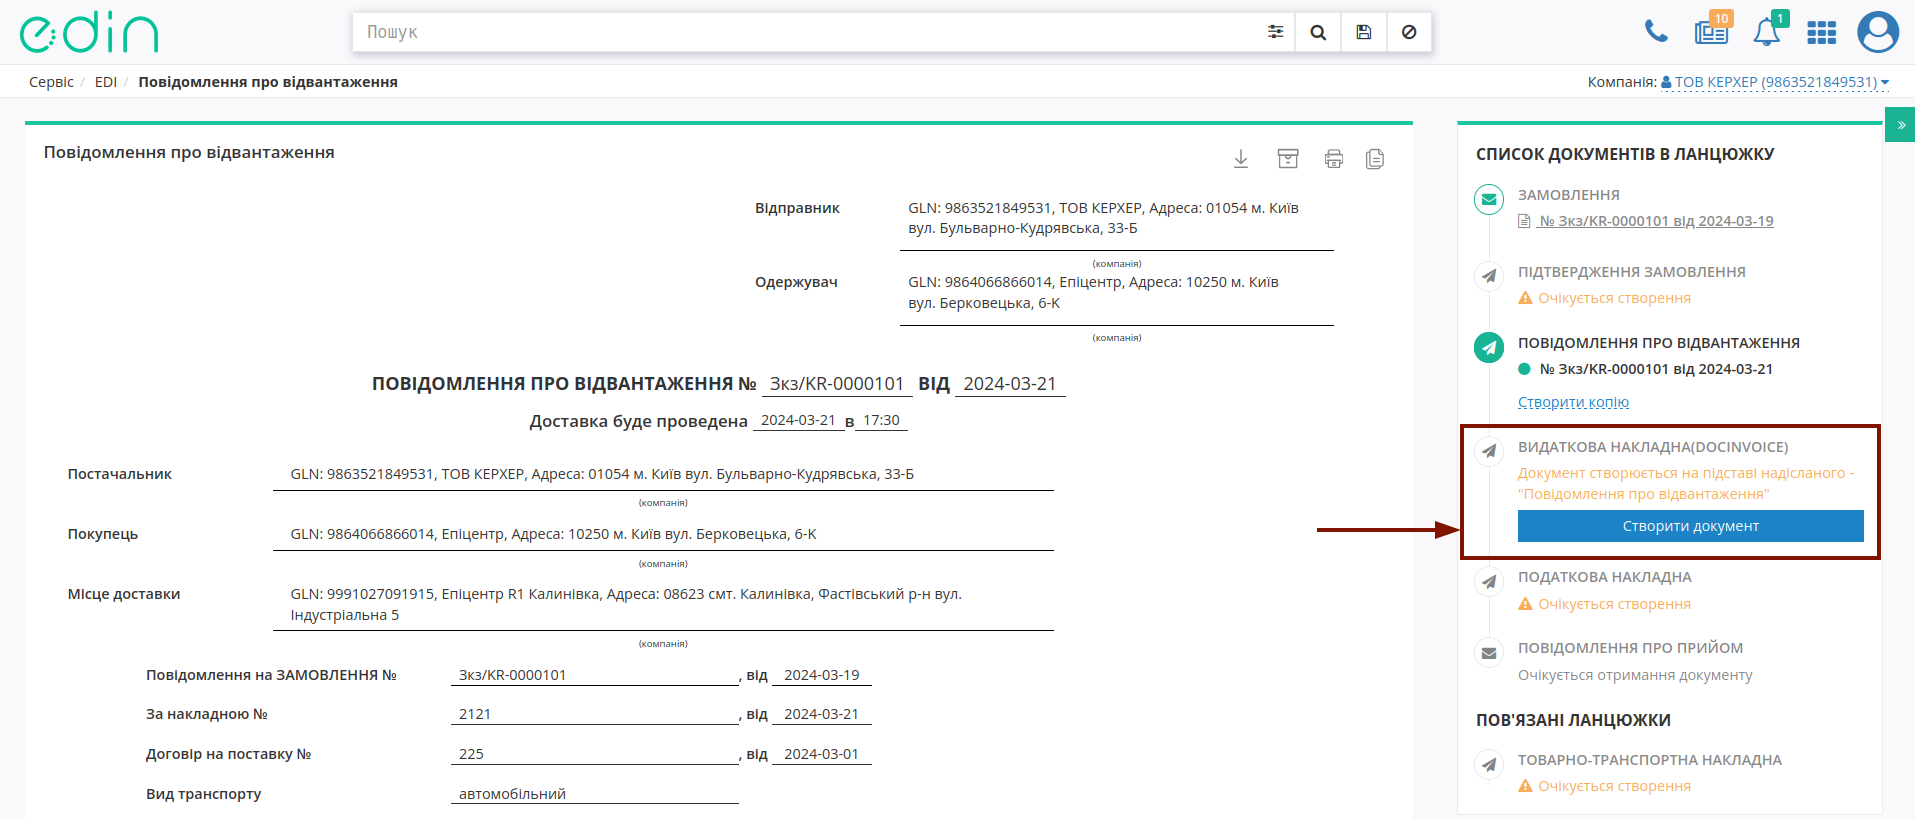 edin
Пошук
10
1
Сервіс / EDI / Повідомлення про відвантаження
Компанія: ТОВ КЕРХЕР (9863521849531)
Повідомлення про відвантаження
Відправник
GLN: 9863521849531, ТОВ КЕРХЕР, Адреса: 01054 м. Київ
вул. Бульварно-Кудрявська, 33-Б
(компанія)
Одержувач
GLN: 9864066866014, Епіцентр, Адреса: 10250 м. Київ
вул. Берковецька, 6-К
(компанія)
ПОВІДОМЛЕННЯ ПРО ВІДВАНТАЖЕННЯ № Зкз/KR-0000101 ВІД 2024-03-21
Доставка буде проведена 2024-03-21 в 17:30
Постачальник GLN: 9863521849531, ТОВ КЕРХЕР, Адреса: 01054 м. Київ вул. Бульварно-Кудрявська, 33-Б
(компанія)
Покупець GLN: 9864066866014, Епіцентр, Адреса: 10250 м. Київ вул. Берковецька, 6-К
(компанія)
Місце доставки GLN: 9991027091915, Епіцентр R1 Калинівка, Адреса: 08623 смт. Калинівка, Фастівський р-н вул.
Індустріальна 5
(компанія)
Повідомлення на ЗАМОВЛЕННЯ № Зкз/KR-0000101 , від 2024-03-19
За накладною № 2121 , від 2024-03-21
Договір на поставку № 225 , від 2024-03-01
Вид транспорту автомобільний
»
СПИСОК ДОКУМЕНТІВ В ЛАНЦЮЖКУ
ЗАМОВЛЕННЯ
№ Зкз/KR-0000101 від 2024-03-19
ПІДТВЕРДЖЕННЯ ЗАМОВЛЕННЯ
Очікується створення
ПОВІДОМЛЕННЯ ПРО ВІДВАНТАЖЕННЯ
№ Зкз/KR-0000101 від 2024-03-21
Створити копію
ВИДАТКОВА НАКЛАДНА(DOCINVOICE)
Документ створюється на підставі надісланого -
"Повідомлення про відвантаження"
Створити документ
ПОДАТКОВА НАКЛАДНА
Очікується створення
ПОВІДОМЛЕННЯ ПРО ПРИЙОМ
Очікується отримання документу
ПОВ'ЯЗАНІ ЛАНЦЮЖКИ
ТОВАРНО-ТРАНСПОРТНА НАКЛАДНА
Очікується створення